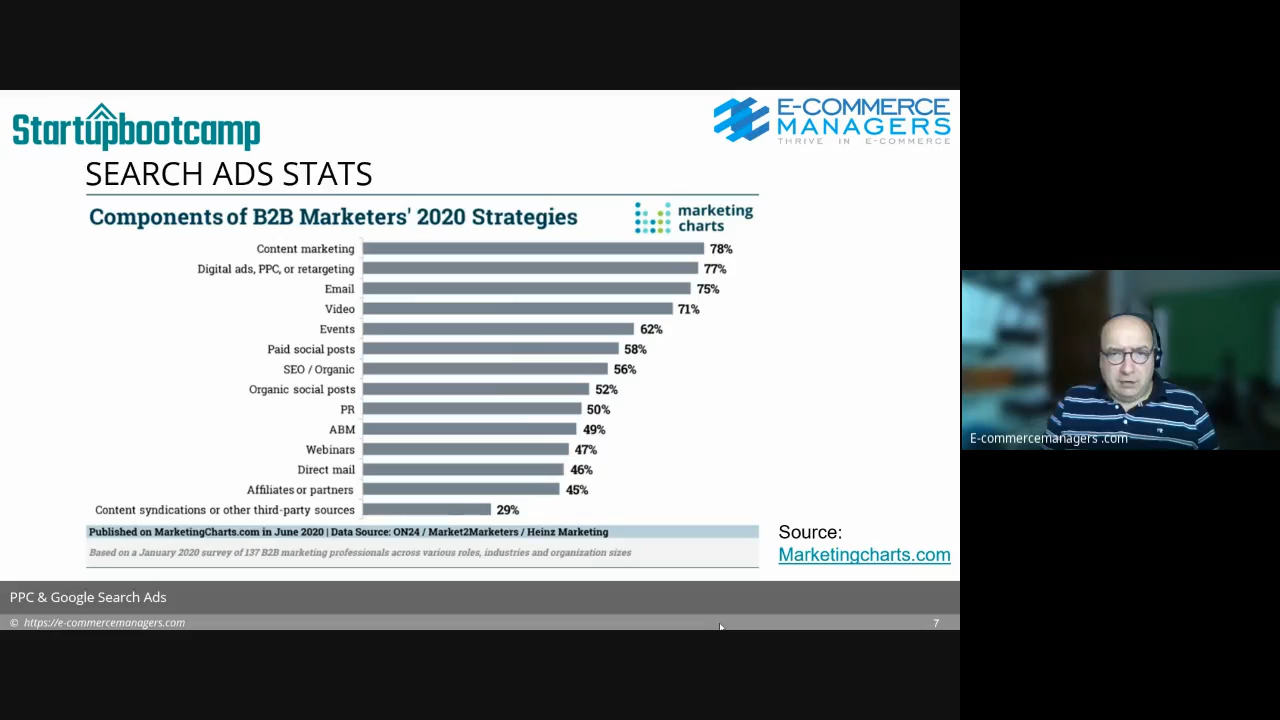 Startupbootcamp
E-COMMERCE
MANAGERS
THRIVE IN E-COMMERCE
SEARCH ADS STATS
Components of B2B Marketers' 2020 Strategies
marketing
charts
Content marketing 78%
Digital ads, PPC, or retargeting 77%
Email 75%
Video 71%
Events 62%
Paid social posts 58%
SEO / Organic 56%
Organic social posts 52%
PR 50%
ABM 49%
Webinars 47%
Direct mail 46%
Affiliates or partners 45%
Content syndications or other third-party sources 29%
Published on MarketingCharts.com in June 2020 | Data Source: ON24 / Market2Marketers / Heinz Marketing
Based on a January 2020 survey of 137 B2B marketing professionals across various roles, industries and organization sizes
Source:
Marketingcharts.com
E-commercemanagers .com
PPC & Google Search Ads
© https://e-commercemanagers.com 7